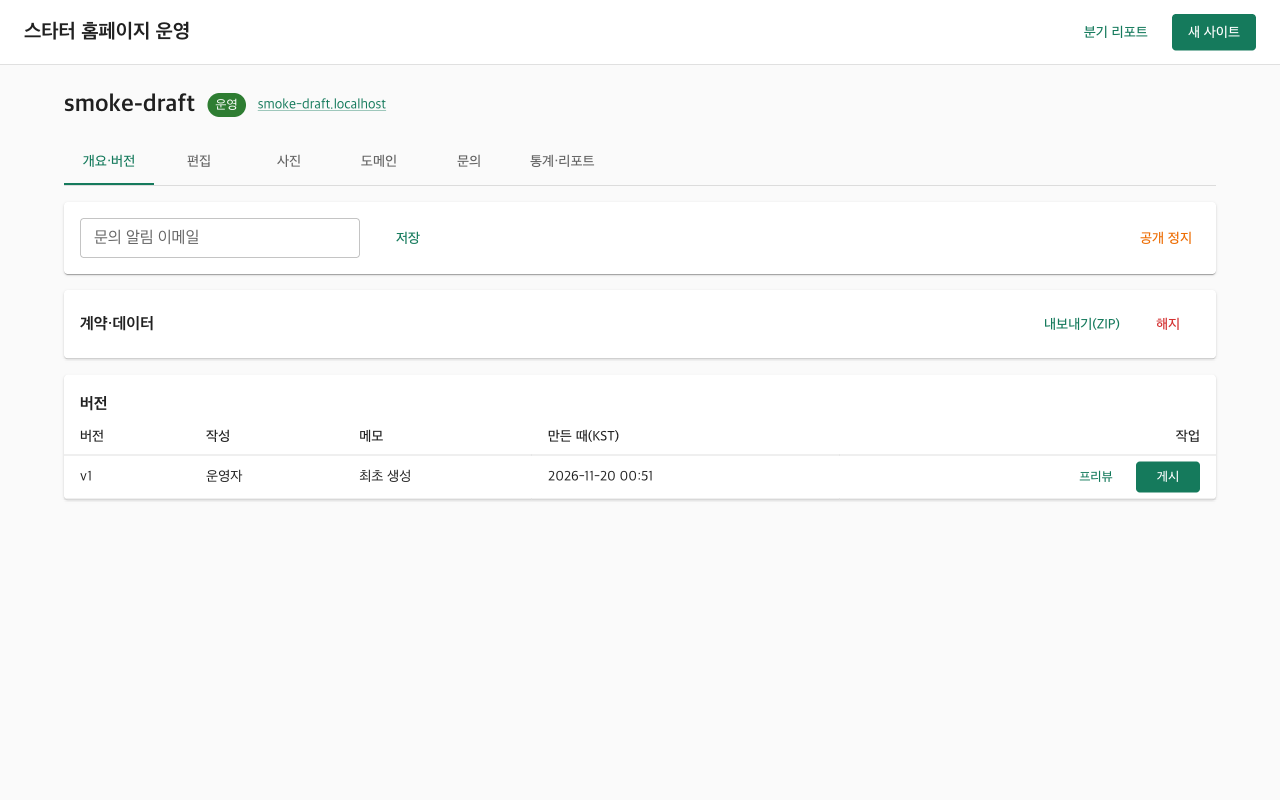 스타터 홈페이지 운영
분기 리포트
새 사이트
smoke-draft 운영 smoke-draft.localhost
개요·버전 편집 사진 도메인 문의 통계·리포트
문의 알림 이메일 저장 공개 정지
계약·데이터 내보내기(ZIP) 해지
버전
버전 작성 메모 만든 때(KST) 작업
v1 운영자 최초 생성 2026-11-20 00:51 프리뷰 게시